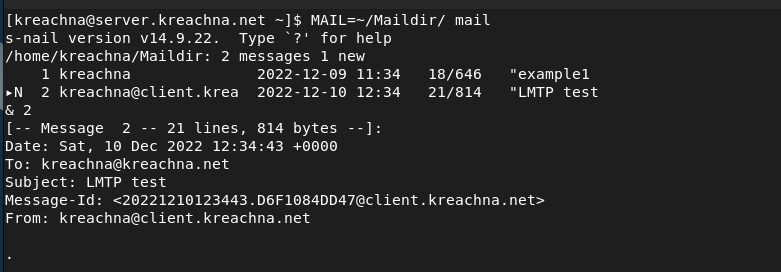 [kreachna@server.kreachna.net ~]$ MAIL=~/Maildir/ mail
s-nail version v14.9.22.  Type `?' for help
/home/kreachna/Maildir: 2 messages 1 new
    1 kreachna              2022-12-09 11:34   18/646   "example1
▸N  2 kreachna@client.krea  2022-12-10 12:34   21/814   "LMTP test
& 2
[-- Message  2 -- 21 lines, 814 bytes --]:
Date: Sat, 10 Dec 2022 12:34:43 +0000
To: kreachna@kreachna.net
Subject: LMTP test
Message-Id: <20221210123443.D6F1084DD47@client.kreachna.net>
From: kreachna@client.kreachna.net

.